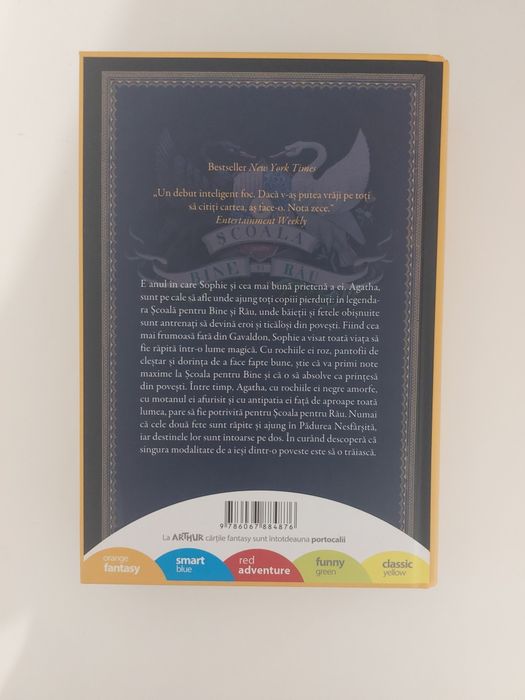 Bestseller New York Times
„Un debut inteligent foc. Dacă v-aș putea vrăji pe toți
să citiți cartea, aș face-o. Nota zece.”
Entertainment Weekly
ȘCOALA
BINE ȘI RĂU
E anul în care Sophie și cea mai bună prietenă a ei, Agatha,
sunt pe cale să afle unde ajung toți copiii pierduți: în legenda-
ra Școală pentru Bine și Rău, unde băieții și fetele obișnuite
sunt antrenați să devină eroi și ticăloși din povești. Fiind cea
mai frumoasă fată din Gavaldon, Sophie a visat toată viața să
fie răpită într-o lume magică. Cu rochiile ei roz, pantofii de
cleștar și dorința de a face fapte bune, știe că va primi note
maxime la Școala pentru Bine și că o să absolve ca prințesă
din povești. Între timp, Agatha, cu rochiile ei negre amorfe,
cu motanul ei afurisit și cu antipatia ei față de aproape toată
lumea, pare să fie potrivită pentru Școala pentru Rău. Numai
că cele două fete sunt răpite și ajung în Pădurea Nesfârșită,
iar destinele lor sunt întoarse pe dos. În curând descoperă că
singura modalitate de a ieși dintr-o poveste este să o trăiască.
9786067884876
La ARTHUR cărțile fantasy sunt întotdeauna portocalii
orange
fantasy
smart
blue
red
adventure
funny
green
classic
yellow